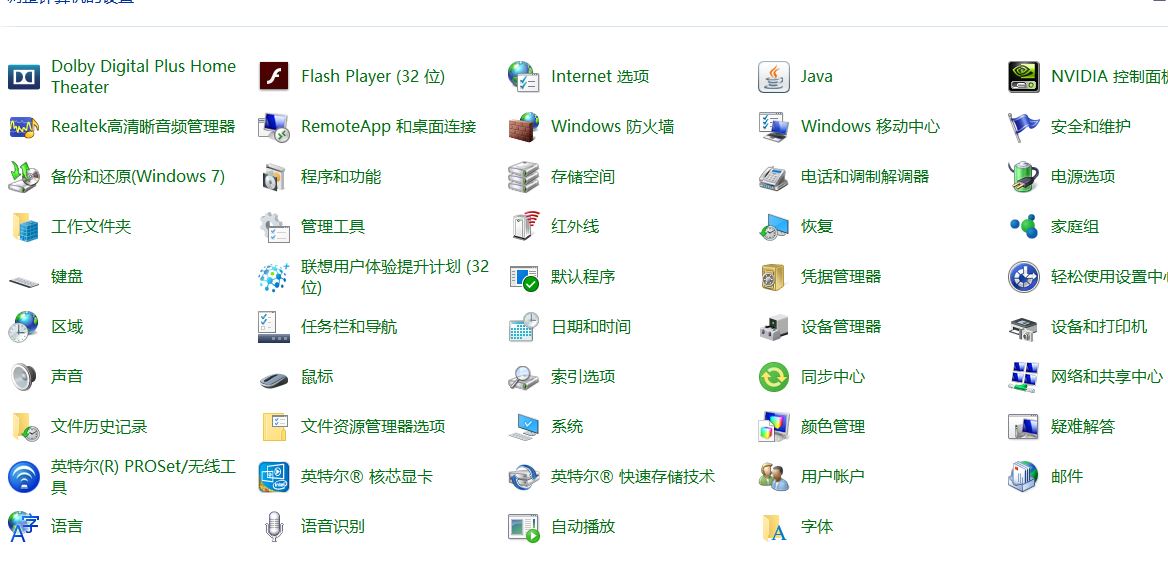 调整计算机的设置
Dolby Digital Plus Home
Theater
Flash Player (32 位)
Internet 选项
Java
NVIDIA 控制面板
Realtek高清晰音频管理器
RemoteApp 和桌面连接
Windows 防火墙
Windows 移动中心
安全和维护
备份和还原(Windows 7)
程序和功能
存储空间
电话和调制解调器
电源选项
工作文件夹
管理工具
红外线
恢复
家庭组
键盘
联想用户体验提升计划 (32
位)
默认程序
凭据管理器
轻松使用设置中心
区域
任务栏和导航
日期和时间
设备管理器
设备和打印机
声音
鼠标
索引选项
同步中心
网络和共享中心
文件历史记录
文件资源管理器选项
系统
颜色管理
疑难解答
英特尔(R) PROSet/无线工
具
英特尔® 核芯显卡
英特尔® 快速存储技术
用户帐户
邮件
语言
语音识别
自动播放
字体